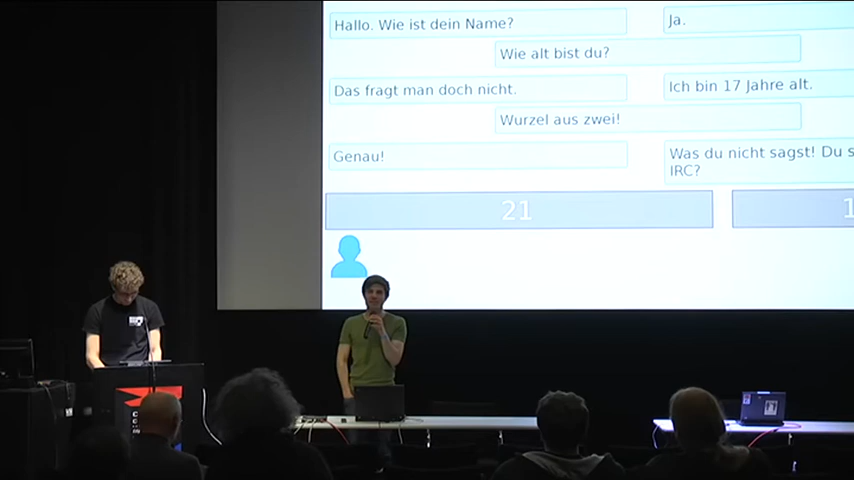 Hallo. Wie ist dein Name?
Ja.
Wie alt bist du?
Das fragt man doch nicht.
Ich bin 17 Jahre alt.
Wurzel aus zwei!
Genau!
Was du nicht sagst! Du s
IRC?
21
1